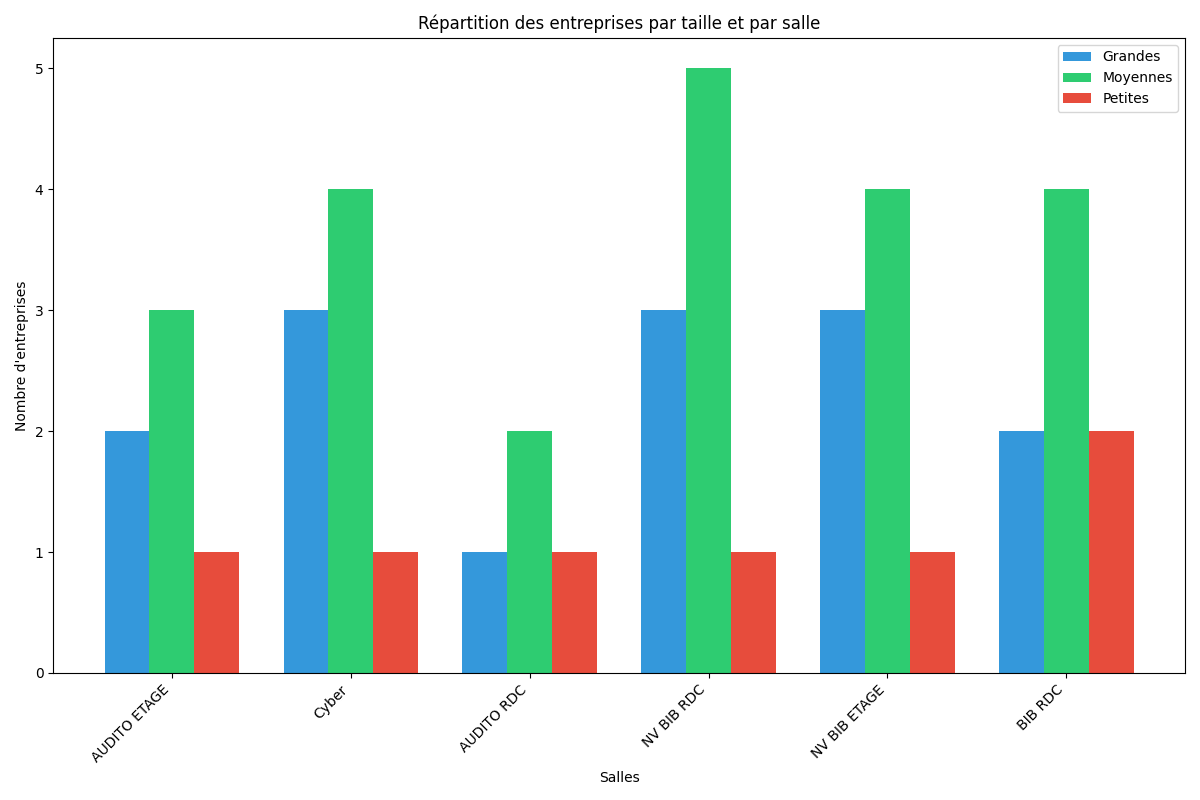 Répartition des entreprises par taille et par salle
Grandes
Moyennes
Petites
Nombre d'entreprises
5
4
3
2
1
0
AUDITO ETAGE
Cyber
AUDITO RDC
NV BIB RDC
NV BIB ETAGE
BIB RDC
Salles